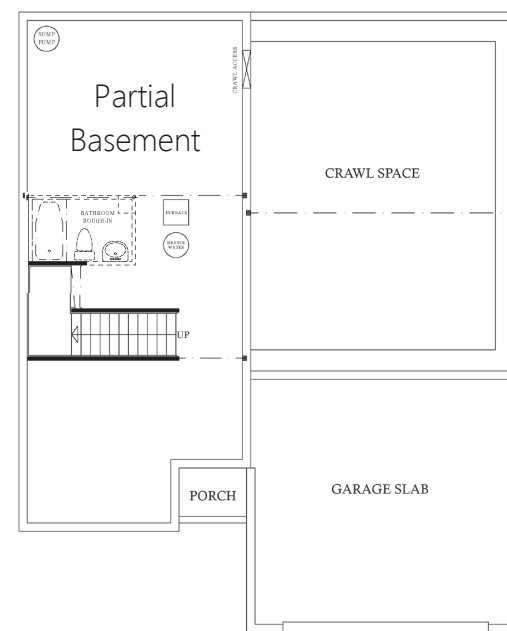 SUMP
PUMP
CRAWL ACCESS
Partial
Basement
CRAWL SPACE
BATHROOM
ROUGH-IN
FURNACE
HEATER
WATER
UP
PORCH
GARAGE SLAB